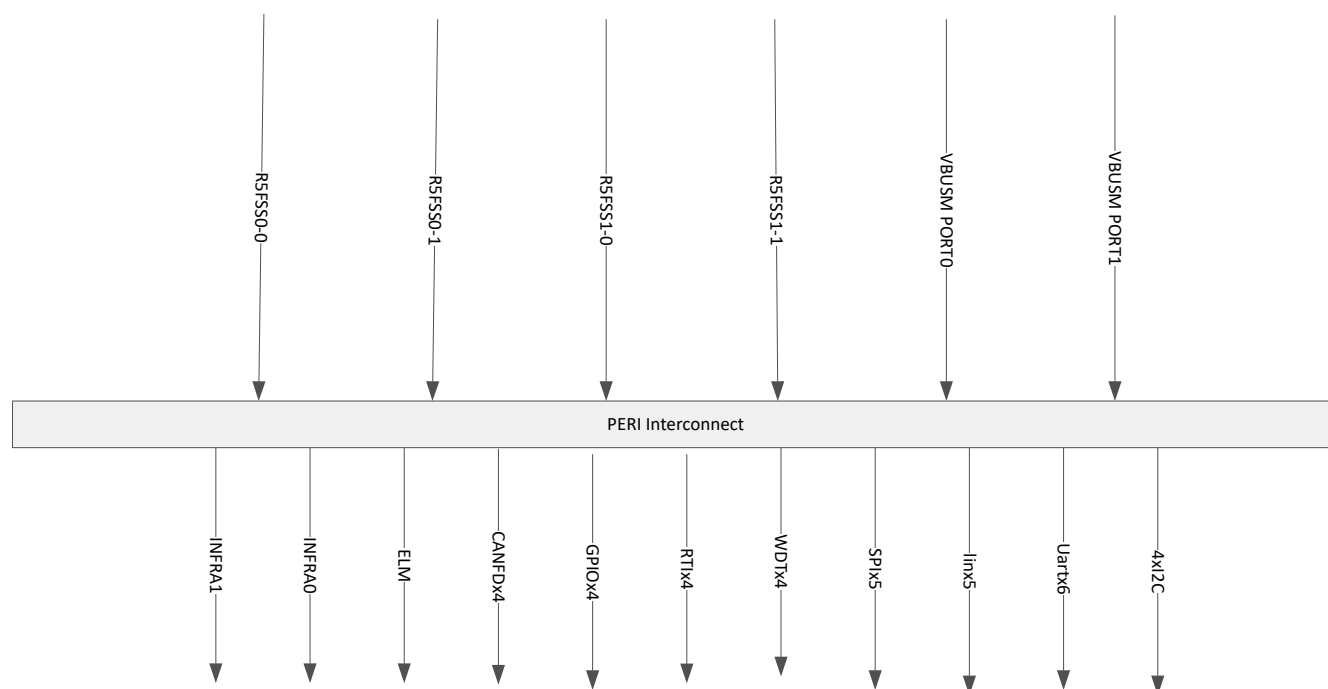 R5FSS0-0
R5FSS0-1
R5FSS1-0
R5FSS1-1
VBUSM PORT0
VBUSM PORT1
PERI Interconnect
INFRA1
INFRA0
ELM
CANFDx4
GPIOx4
RTIx4
WDTx4
SPIx5
linx5
Uartx6
4xI2C